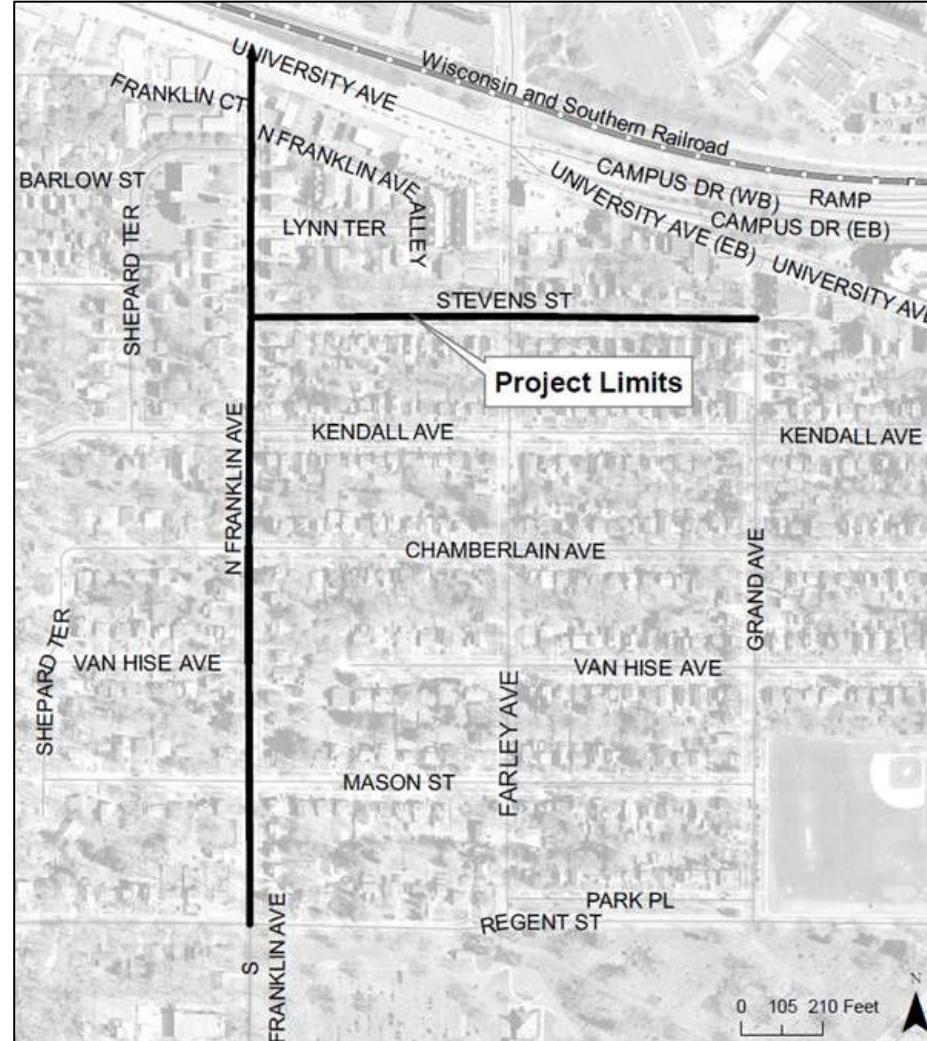 UNIVERSITY AVE
Wisconsin and Southern Railroad
FRANKLIN CT
N FRANKLIN AVE
ALLEY
BARLOW ST
SHEPARD TER
LYNN TER
CAMPUS DR (WB)
RAMP
CAMPUS DR (EB)
UNIVERSITY AVE (EB)
UNIVERSITY AVE
STEVENS ST
Project Limits
N FRANKLIN AVE
KENDALL AVE
KENDALL AVE
CHAMBERLAIN AVE
GRAND AVE
SHEPARD TER
VAN HISE AVE
VAN HISE AVE
FARLEY AVE
MASON ST
PARK PL
REGENT ST
S FRANKLIN AVE
N
0 105 210 Feet